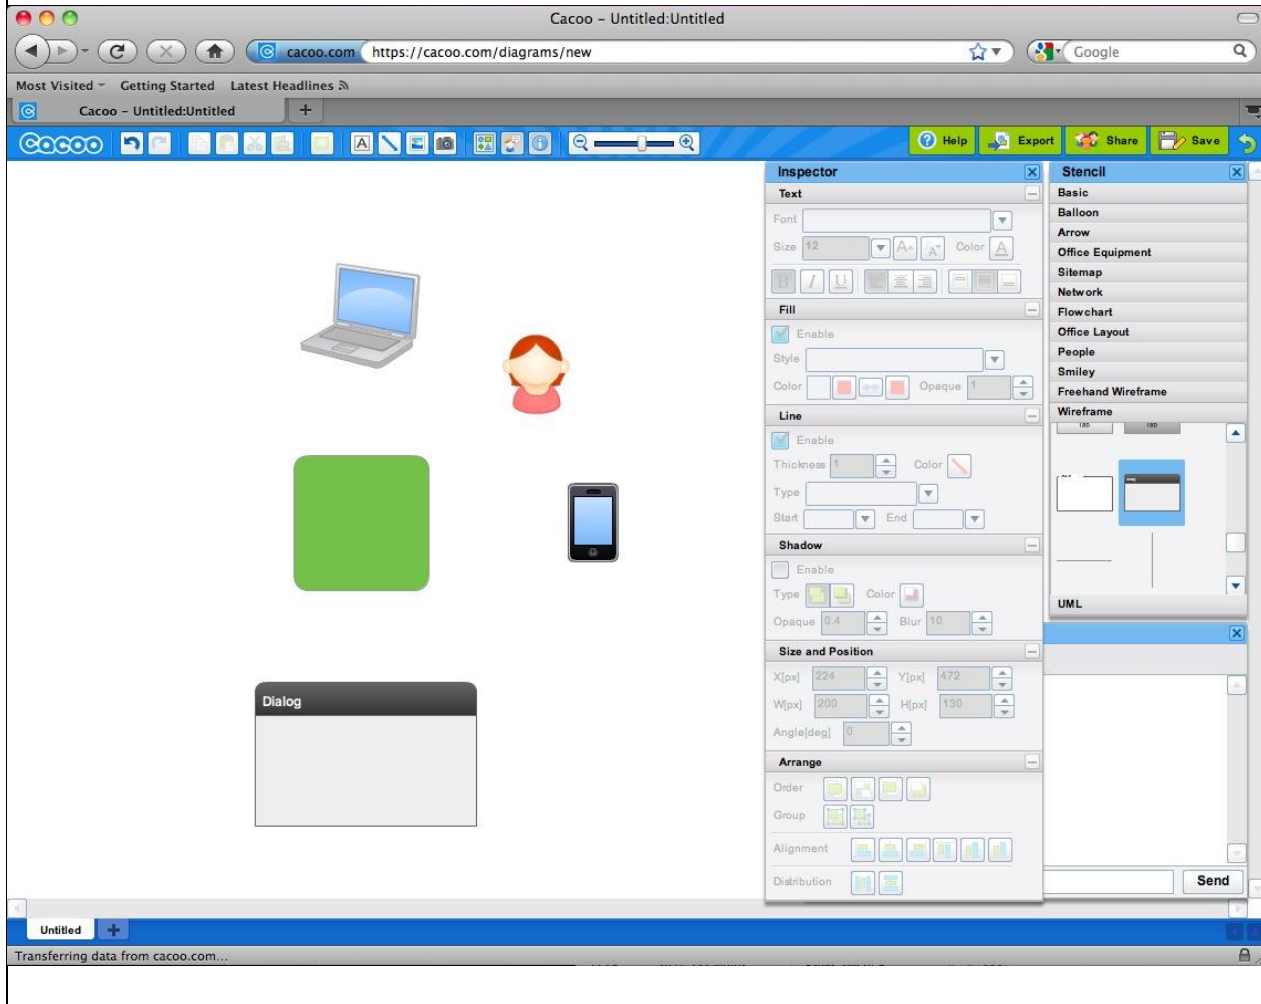 Cacoo – Untitled:Untitled
cacoo.com https://cacoo.com/diagrams/new
Google
Most Visited Getting Started Latest Headlines
Cacoo – Untitled:Untitled +
Cacoo Help Export Share Save
Inspector
Text
Font
Size 12 Color A
B I U
Fill
Enable
Style
Color Opaque 1
Line
Enable
Thickness 1 Color
Type
Start End
Shadow
Enable
Type Color
Opaque 0.4 Blur 10
Size and Position
X[px] 224 Y[px] 472
W[px] 200 H[px] 130
Angle[deg] 0
Arrange
Order
Group
Alignment
Distribution
Stencil
Basic
Balloon
Arrow
Office Equipment
Sitemap
Network
Flowchart
Office Layout
People
Smiley
Freehand Wireframe
Wireframe
Tab Tab
UML
Send
Dialog
Untitled
Transferring data from cacoo.com...